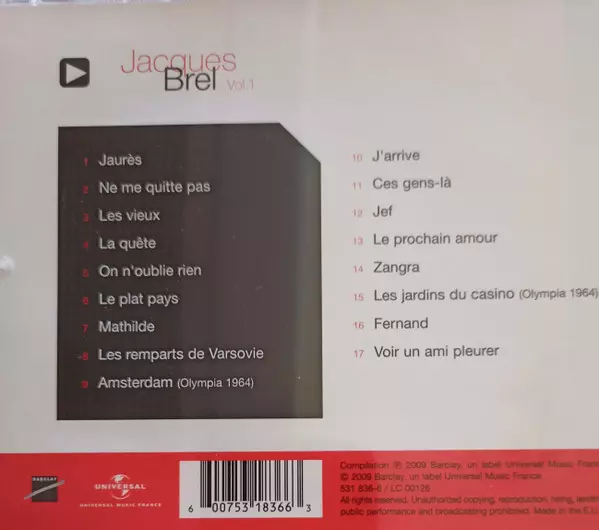 Jacques
Brel Vol.1
1 Jaurès
2 Ne me quitte pas
3 Les vieux
4 La quête
5 On n'oublie rien
6 Le plat pays
7 Mathilde
8 Les remparts de Varsovie
9 Amsterdam (Olympia 1964)
10 J'arrive
11 Ces gens-là
12 Jef
13 Le prochain amour
14 Zangra
15 Les jardins du casino (Olympia 1964)
16 Fernand
17 Voir un ami pleurer
BARCLAY
UNIVERSAL
UNIVERSAL MUSIC FRANCE
6 00753 18366 3
Compilation ℗ 2009 Barclay, un label Universal Music Franc
© 2009 Barclay, un label Universal Music France.
531 836-6 / LC 00126
All rights reserved. Unauthorized copying, reproduction, hiring, lendin
public performance and broadcasting prohibited. Made in the E.U.